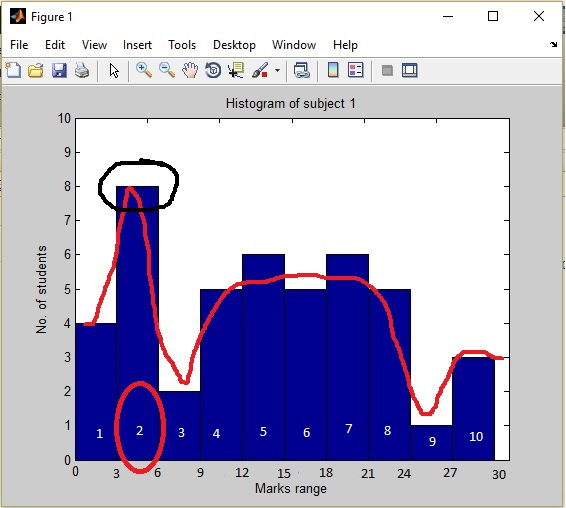 Figure 1
File Edit View Insert Tools Desktop Window Help
Histogram of subject 1
10
9
8
7
6
5
4
3
2
1
0
No. of students
1 2 3 4 5 6 7 8 9 10
0 3 6 9 12 15 18 21 24 27 30
Marks range